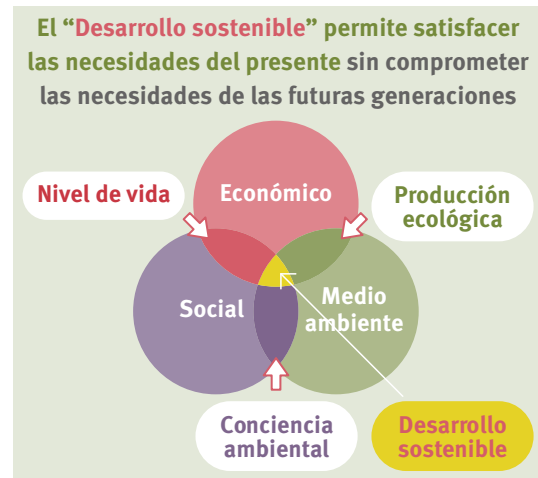 El “Desarrollo sostenible” permite satisfacer
las necesidades del presente sin comprometer
las necesidades de las futuras generaciones
Nivel de vida
Económico
Producción
ecológica
Social
Medio
ambiente
Conciencia
ambiental
Desarrollo
sostenible